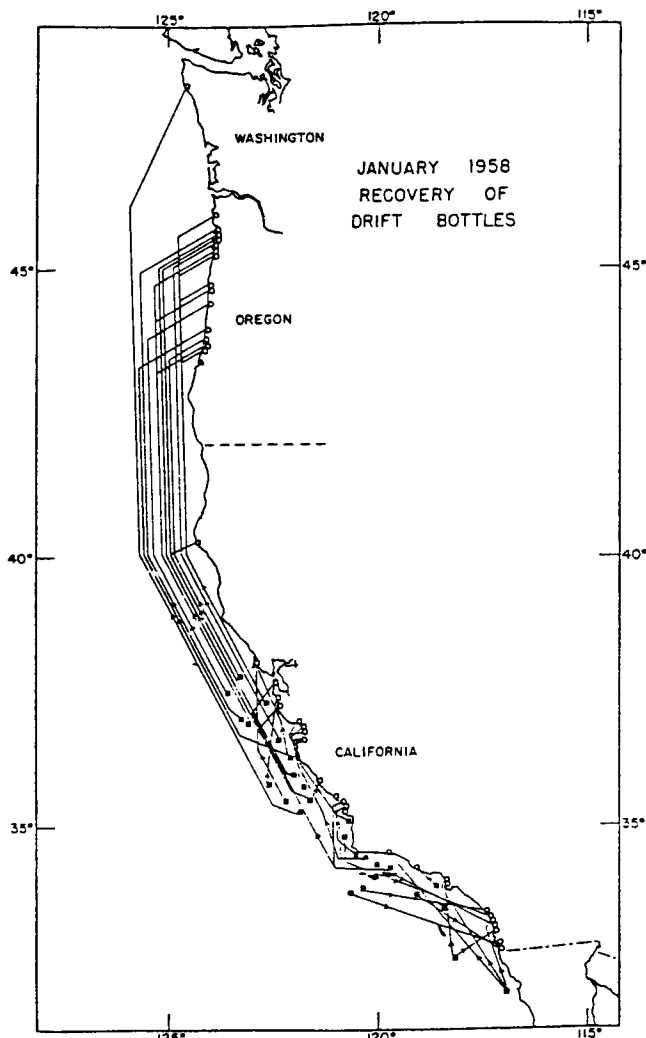 125° 120° 115°
WASHINGTON
JANUARY 1958
RECOVERY OF
DRIFT BOTTLES
45° 45°
OREGON
40° 40°
CALIFORNIA
35° 35°
125° 120° 115°